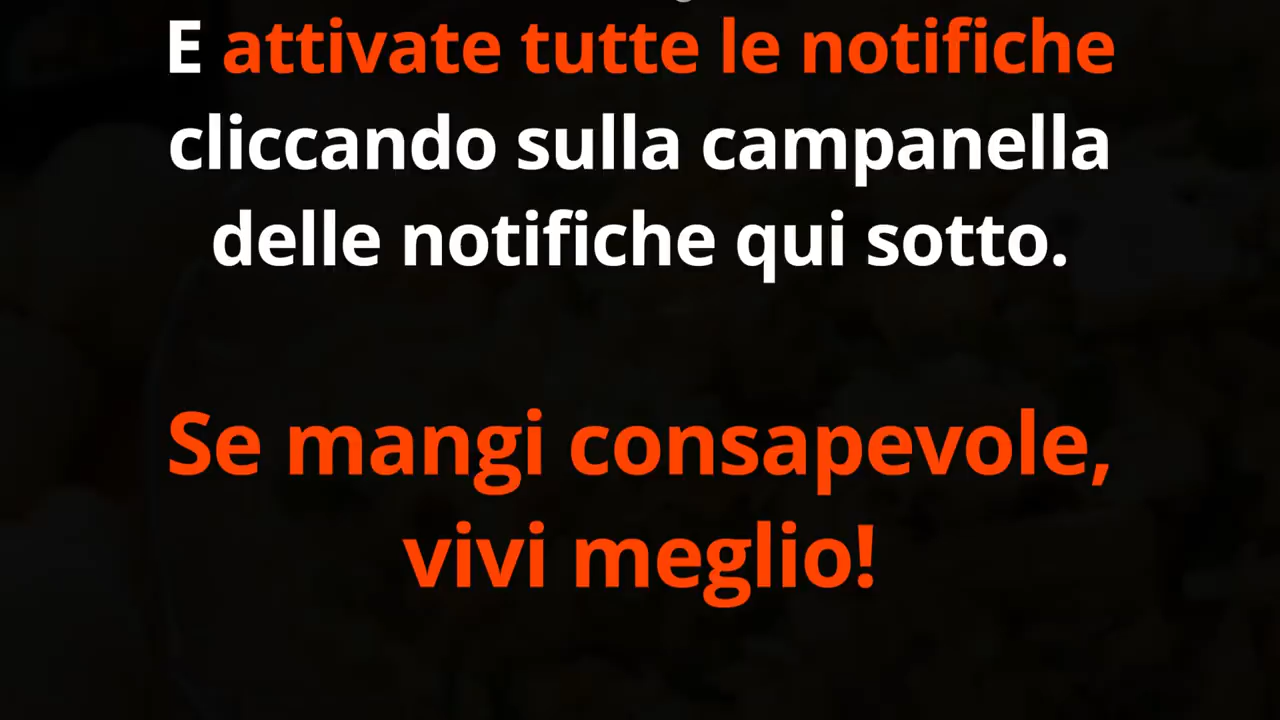 E attivate tutte le notifiche
cliccando sulla campanella
delle notifiche qui sotto.
Se mangi consapevole,
vivi meglio!